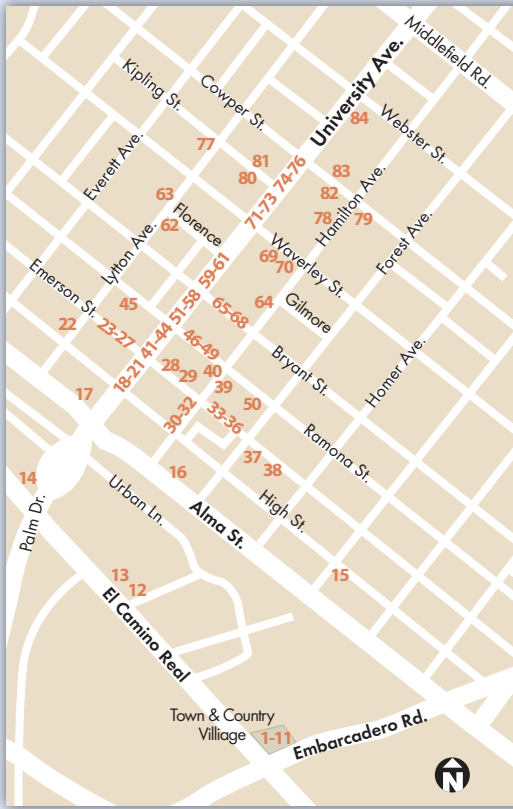 Middlefield Rd.
University Ave.
Kipling St.
Cowper St.
Webster St.
84
77
81
80
83
82
74-76
71-73
Everett Ave.
63
62
Florence
Hamilton Ave.
78
79
Forest Ave.
Lytton Ave.
Waverley St.
69
70
59-61
Emerson St.
45
51-58
65-68
64
Gilmore
22
23-27
41-44
46-49
18-21
28
29
40
39
Bryant St.
Homer Ave.
17
30-32
33-36
50
Ramona St.
14
16
37
38
Palm Dr.
Urban Ln.
Alma St.
High St.
13
12
15
El Camino Real
Town & Country
Villiage
1-11
Embarcadero Rd.
N